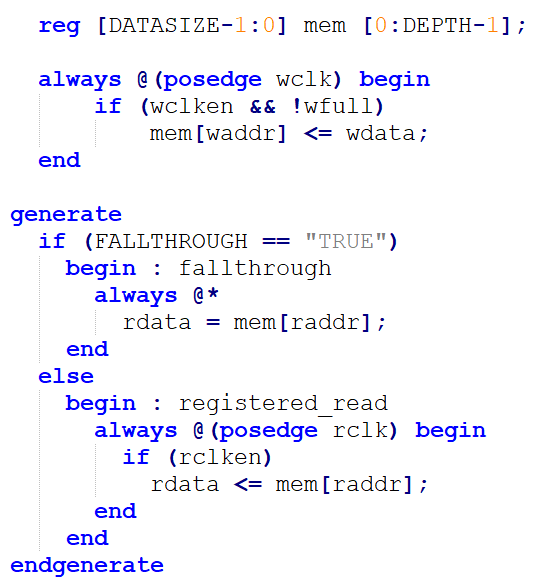 reg [DATASIZE-1:0] mem [0:DEPTH-1];
always @(posedge wclk) begin
if (wclken && !wfull)
mem[waddr] <= wdata;
end
generate
if (FALLTHROUGH == "TRUE")
begin : fallthrough
always @*
rdata = mem[raddr];
end
else
begin : registered_read
always @(posedge rclk) begin
if (rclken)
rdata <= mem[raddr];
end
end
endgenerate